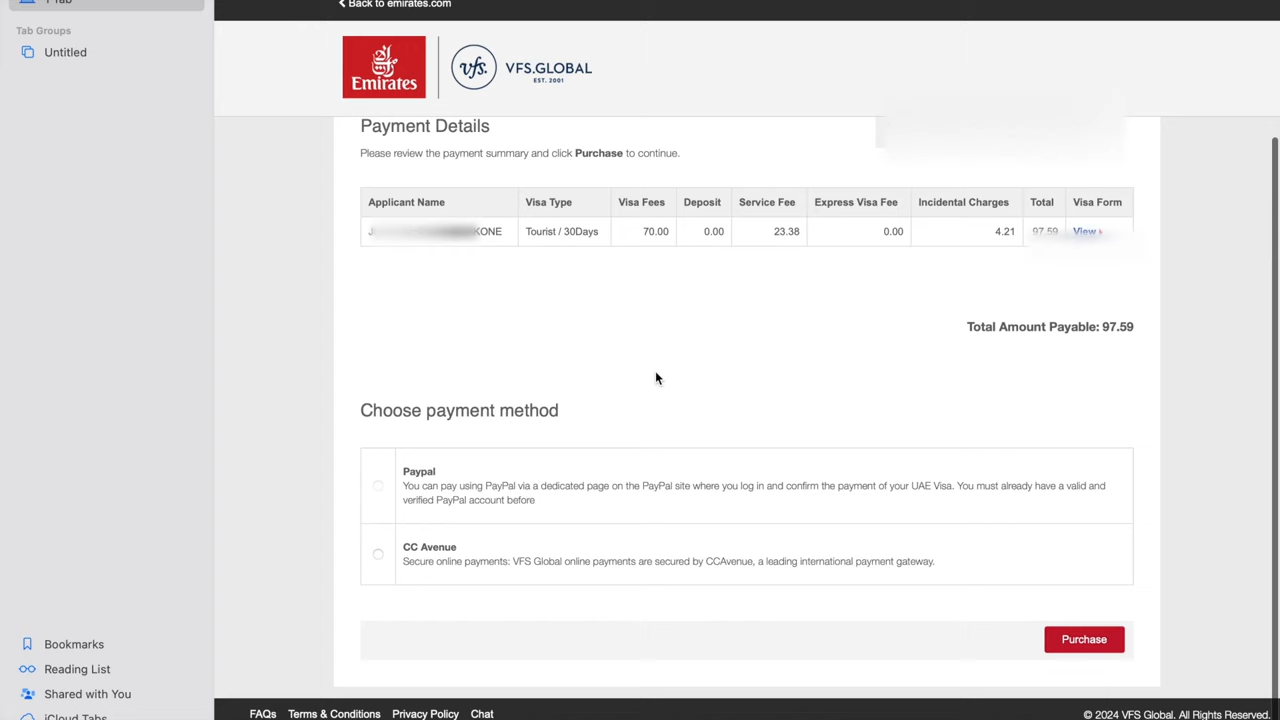 1 Tab
Back to emirates.com
Tab Groups
Untitled
Emirates
vfs.
VFS.GLOBAL
EST. 2001
Payment Details
Please review the payment summary and click Purchase to continue.
Applicant Name Visa Type Visa Fees Deposit Service Fee Express Visa Fee Incidental Charges Total Visa Form
KONE Tourist / 30Days 70.00 0.00 23.38 0.00 4.21 97.59 View
Total Amount Payable: 97.59
Choose payment method
Paypal
You can pay using PayPal via a dedicated page on the PayPal site where you log in and confirm the payment of your UAE Visa. You must already have a valid and
verified PayPal account before
CC Avenue
Secure online payments: VFS Global online payments are secured by CCAvenue, a leading international payment gateway.
Purchase
Bookmarks
Reading List
Shared with You
iCloud Tabs
FAQs Terms & Conditions Privacy Policy Chat
© 2024 VFS Global. All Rights Reserved.